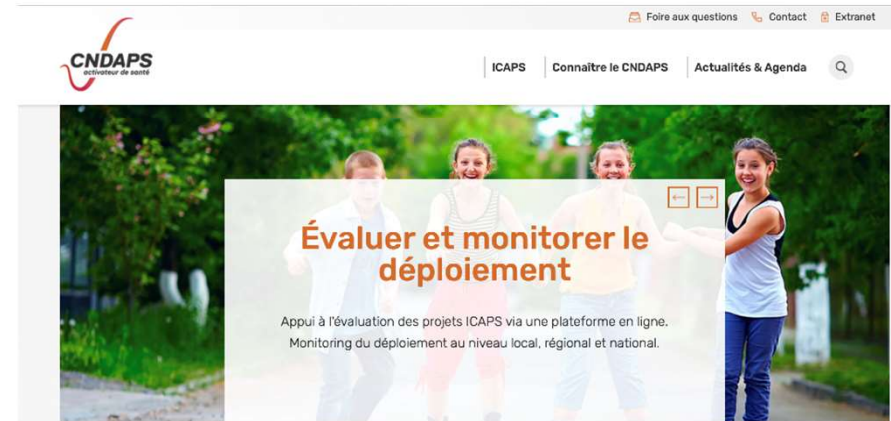 Foire aux questions Contact Extranet
CNDAPS
activateur de santé
ICAPS Connaître le CNDAPS Actualités & Agenda
Évaluer et monitorer le
déploiement
Appui à l'évaluation des projets ICAPS via une plateforme en ligne.
Monitoring du déploiement au niveau local, régional et national.